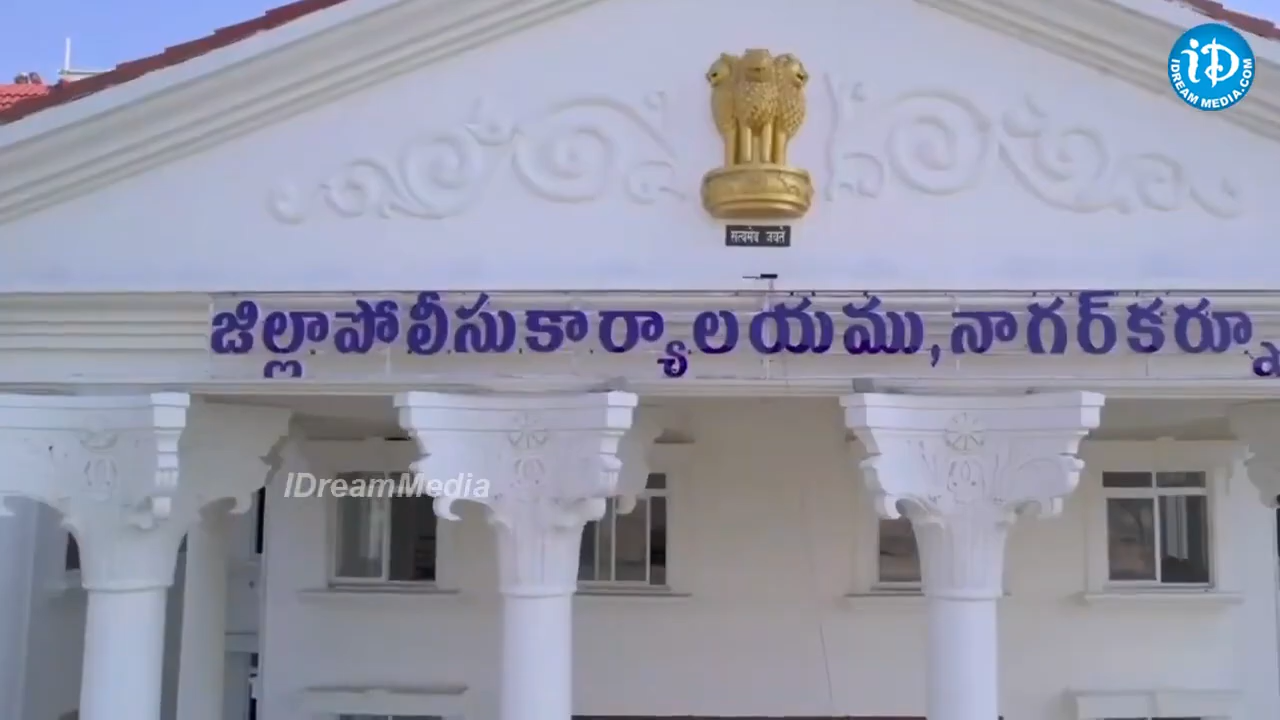 iD
IDREAM MEDIA.COM
सत्यमेव जयते
జిల్లా పోలీసు కార్యాలయము, నాగర్‌కర్నూ
IDreamMedia